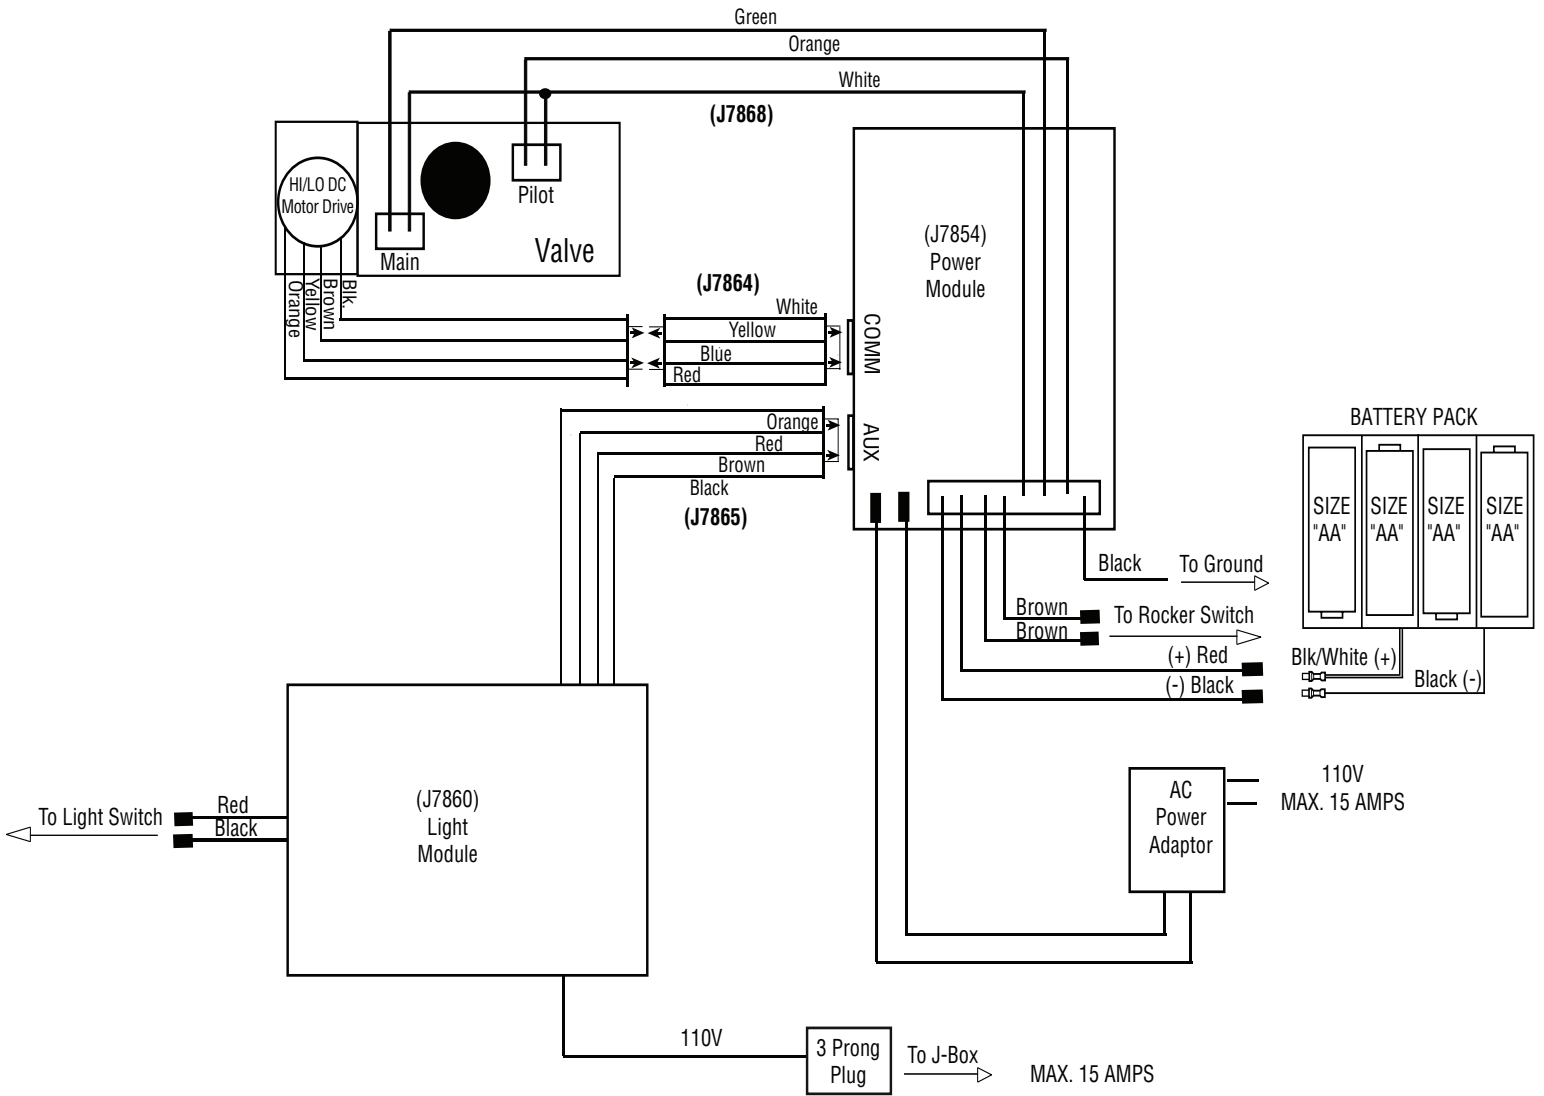 Green
Orange
White
(J7868)
HI/LO DC
Motor Drive
Pilot
Main
Valve
(J7854)
Power
Module
Orange
Yellow
Brown
Blk.
(J7864)
White
Yellow
Blue
Red
COMM
Orange
Red
Brown
Black
(J7865)
AUX
BATTERY PACK
SIZE
"AA"
SIZE
"AA"
SIZE
"AA"
SIZE
"AA"
Black
To Ground
Brown
Brown
To Rocker Switch
(+) Red
(-) Black
Blk/White (+)
Black (-)
To Light Switch
Red
Black
(J7860)
Light
Module
AC
Power
Adaptor
110V
MAX. 15 AMPS
110V
3 Prong
Plug
To J-Box
MAX. 15 AMPS